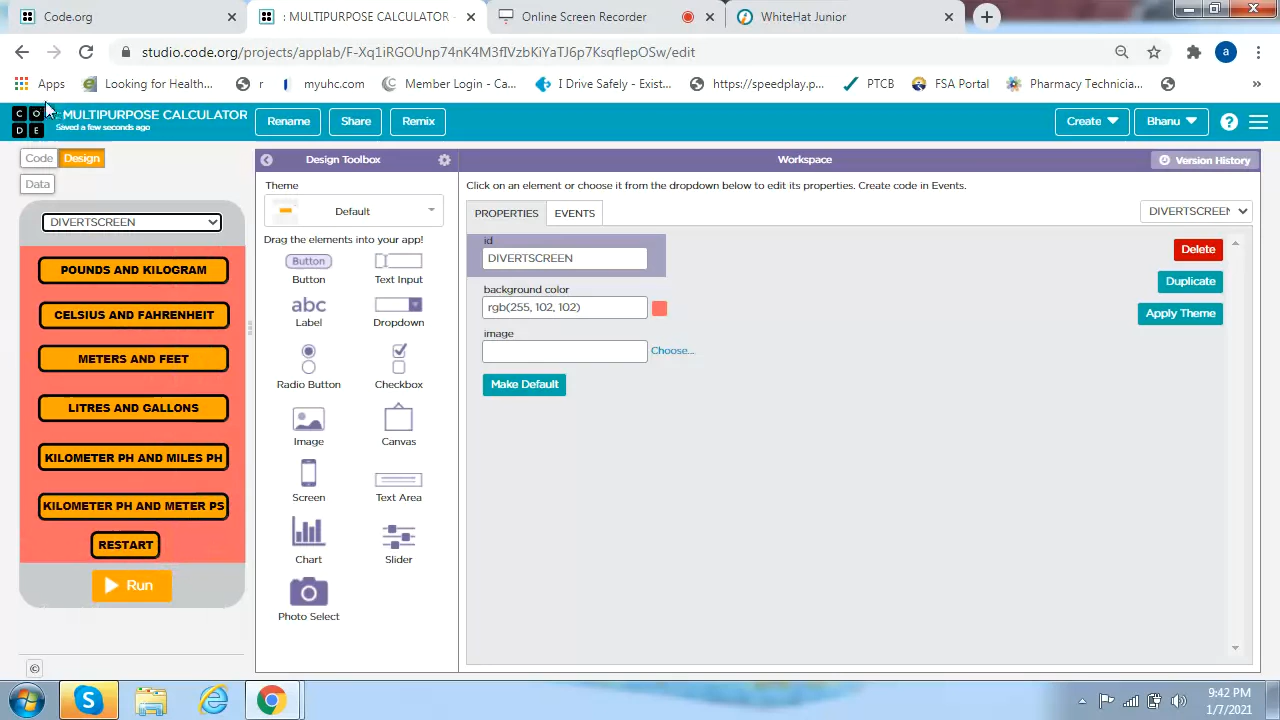 Code.org
: MULTIPURPOSE CALCULATOR -
Online Screen Recorder
WhiteHat Junior
studio.code.org/projects/applab/F-Xq1iRGOUnp74nK4M3flVzbKiYaTJ6p7KsqflepOSw/edit
a
Apps
Looking for Health...
r
myuhc.com
Member Login - Ca...
I Drive Safely - Exist...
https://speedplay.p...
PTCB
FSA Portal
Pharmacy Technicia...
»
C O D E
: MULTIPURPOSE CALCULATOR
Saved a few seconds ago
Rename
Share
Remix
Create
Bhanu
?
Code
Design
Data
Design Toolbox
Workspace
Version History
Theme
Default
Drag the elements into your app!
Button
Button
Text Input
abc
Label
Dropdown
Radio Button
Checkbox
Image
Canvas
Screen
Text Area
Chart
Slider
Photo Select
Click on an element or choose it from the dropdown below to edit its properties. Create code in Events.
PROPERTIES
EVENTS
DIVERTSCREEN
id
DIVERTSCREEN
background color
rgb(255, 102, 102)
image
Choose...
Make Default
Delete
Duplicate
Apply Theme
DIVERTSCREEN
POUNDS AND KILOGRAM
CELSIUS AND FAHRENHEIT
METERS AND FEET
LITRES AND GALLONS
KILOMETER PH AND MILES PH
KILOMETER PH AND METER PS
RESTART
Run
©
S
9:42 PM
1/7/2021